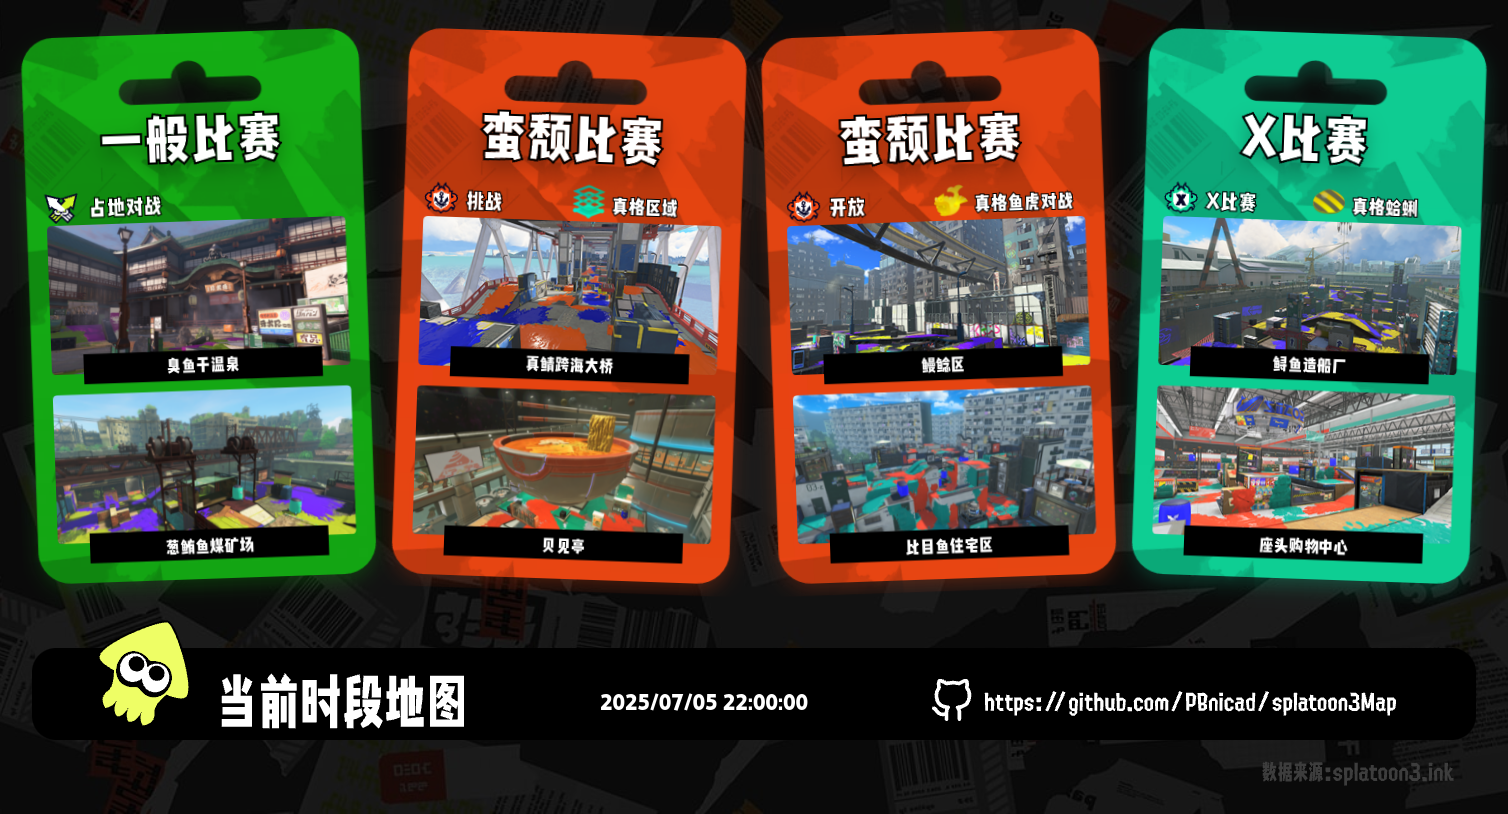 一般比赛
占地对战
臭鱼干温泉
葱鲔鱼煤矿场
蛮颓比赛
挑战
真格区域
真鲭跨海大桥
贝见亭
蛮颓比赛
开放
真格鱼虎对战
鳗鲶区
比目鱼住宅区
X比赛
X比赛
真格蛤蜊
鲟鱼造船厂
座头购物中心
当前时段地图
2025/07/05 22:00:00
https://github.com/PBnicad/splatoon3Map
数据来源:splatoon3.ink